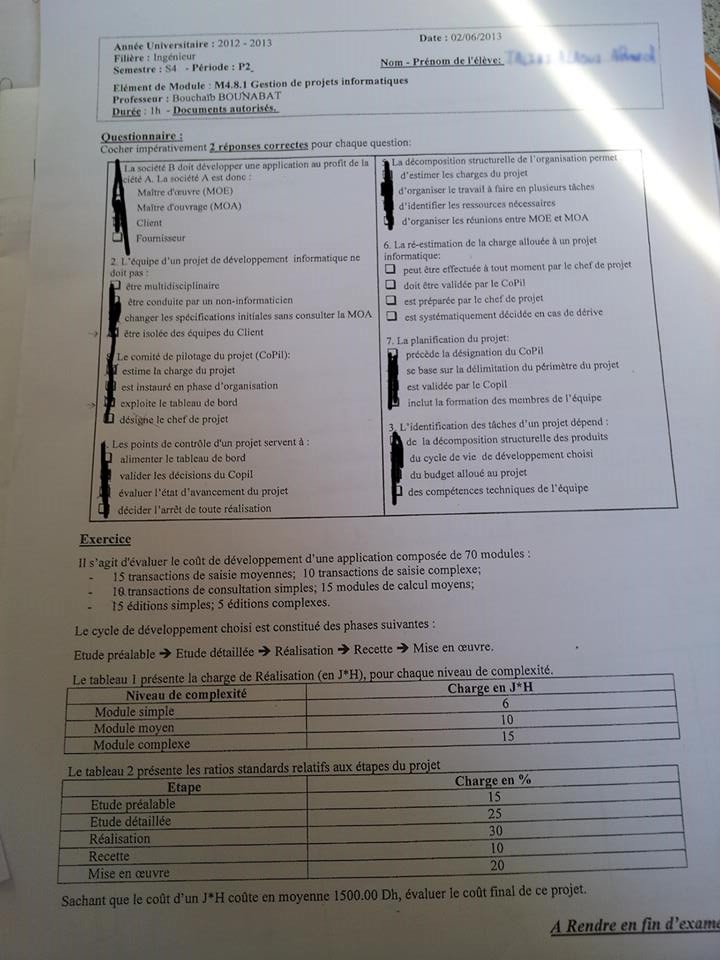 Année Universitaire : 2012 - 2013
Date : 02/06/2013
Filière : Ingénieur
Semestre : S4 - Période : P2
Nom - Prénom de l'élève:
Elément de Module : M4.8.1 Gestion de projets informatiques
Professeur : Bouchaïb BOUNABAT
Durée : 1h - Documents autorisés.
Questionnaire :
Cocher impérativement 2 réponses correctes pour chaque question:
La société B doit développer une application au profit de la
ciété A. La société A est donc :
Maître d'œuvre (MOE)
Maître d'ouvrage (MOA)
Client
Fournisseur
2. L'équipe d'un projet de développement informatique ne
doit pas :
être multidisciplinaire
être conduite par un non-informaticien
changer les spécifications initiales sans consulter la MOA
être isolée des équipes du Client
Le comité de pilotage du projet (CoPil):
estime la charge du projet
est instauré en phase d'organisation
exploite le tableau de bord
désigne le chef de projet
Les points de contrôle d'un projet servent à :
alimenter le tableau de bord
valider les décisions du Copil
évaluer l'état d'avancement du projet
décider l'arrêt de toute réalisation
La décomposition structurelle de l'organisation permet
d'estimer les charges du projet
d'organiser le travail à faire en plusieurs tâches
d'identifier les ressources nécessaires
d'organiser les réunions entre MOE et MOA
6. La ré-estimation de la charge allouée à un projet
informatique:
peut être effectuée à tout moment par le chef de projet
doit être validée par le CoPil
est préparée par le chef de projet
est systématiquement décidée en cas de dérive
7. La planification du projet:
précède la désignation du CoPil
se base sur la délimitation du périmètre du projet
est validée par le Copil
inclut la formation des membres de l'équipe
3. L'identification des tâches d'un projet dépend :
de la décomposition structurelle des produits
du cycle de vie de développement choisi
du budget alloué au projet
des compétences techniques de l'équipe
Exercice
Il s'agit d'évaluer le coût de développement d'une application composée de 70 modules :
- 15 transactions de saisie moyennes; 10 transactions de saisie complexe;
- 10 transactions de consultation simples; 15 modules de calcul moyens;
- 15 éditions simples; 5 éditions complexes.
Le cycle de développement choisi est constitué des phases suivantes :
Etude préalable ➔ Etude détaillée ➔ Réalisation ➔ Recette ➔ Mise en œuvre.
Le tableau 1 présente la charge de Réalisation (en J*H), pour chaque niveau de complexité.
Niveau de complexité Charge en J*H
Module simple 6
Module moyen 10
Module complexe 15
Le tableau 2 présente les ratios standards relatifs aux étapes du projet
Etape Charge en %
Etude préalable 15
Etude détaillée 25
Réalisation 30
Recette 10
Mise en œuvre 20
Sachant que le coût d'un J*H coûte en moyenne 1500.00 Dh, évaluer le coût final de ce projet.
A Rendre en fin d'exame